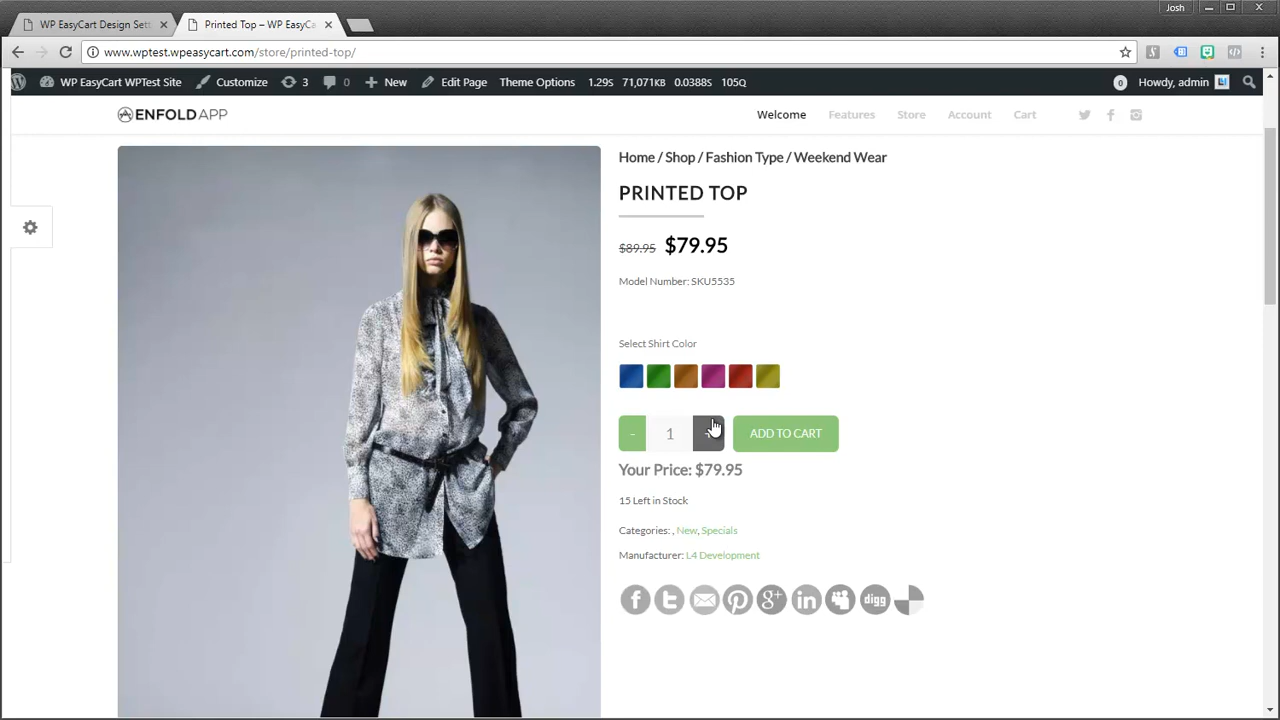 Josh
WP EasyCart Design Sett
Printed Top – WP EasyCa
www.wptest.wpeasycart.com/store/printed-top/
WP EasyCart WPTest Site
Customize
3
New
0
Edit Page
Theme Options
1.29s
71,071KB
0.0388s
105Q
0
Howdy, admin
ENFOLD APP
Welcome
Features
Store
Account
Cart
Home / Shop / Fashion Type / Weekend Wear
PRINTED TOP
$89.95 $79.95
Model Number: SKU5535
Select Shirt Color
- 1
ADD TO CART
Your Price: $79.95
15 Left in Stock
Categories: , New, Specials
Manufacturer: L4 Development
digg